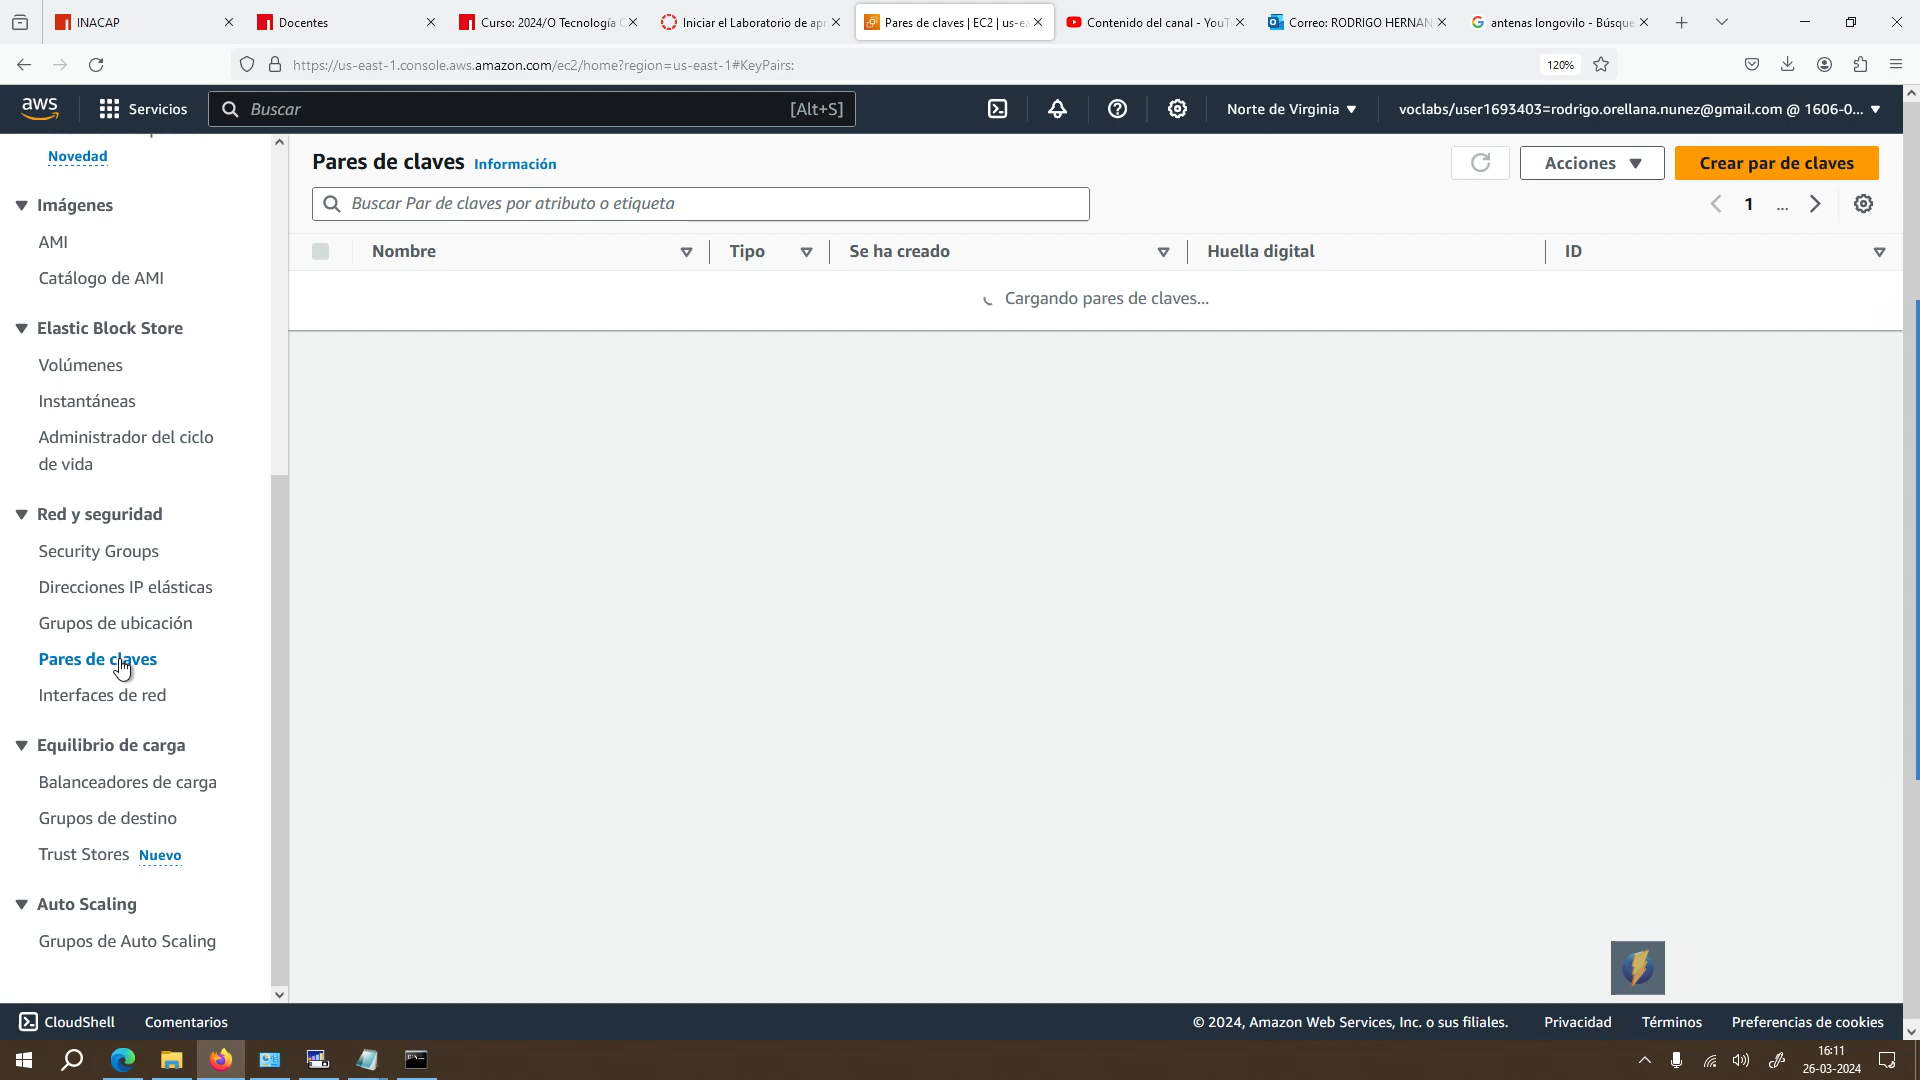 INACAP
Docentes
Curso: 2024/O Tecnología
Iniciar el Laboratorio de ap
Pares de claves | EC2 | us-ea
Contenido del canal - YouT
Correo: RODRIGO HERNAN
antenas longovilo - Búsque
https://us-east-1.console.aws.amazon.com/ec2/home?region=us-east-1#KeyPairs:
120%
aws
Servicios
Buscar
[Alt+S]
Norte de Virginia
voclabs/user1693403=rodrigo.orellana.nunez@gmail.com @ 1606-0...
Novedad
Imágenes
AMI
Catálogo de AMI
Elastic Block Store
Volúmenes
Instantáneas
Administrador del ciclo
de vida
Red y seguridad
Security Groups
Direcciones IP elásticas
Grupos de ubicación
Pares de claves
Interfaces de red
Equilibrio de carga
Balanceadores de carga
Grupos de destino
Trust Stores Nuevo
Auto Scaling
Grupos de Auto Scaling
Pares de claves Información
Acciones
Crear par de claves
Buscar Par de claves por atributo o etiqueta
1 ...
Nombre
Tipo
Se ha creado
Huella digital
ID
Cargando pares de claves...
CloudShell
Comentarios
© 2024, Amazon Web Services, Inc. o sus filiales.
Privacidad
Términos
Preferencias de cookies
16:11
26-03-2024